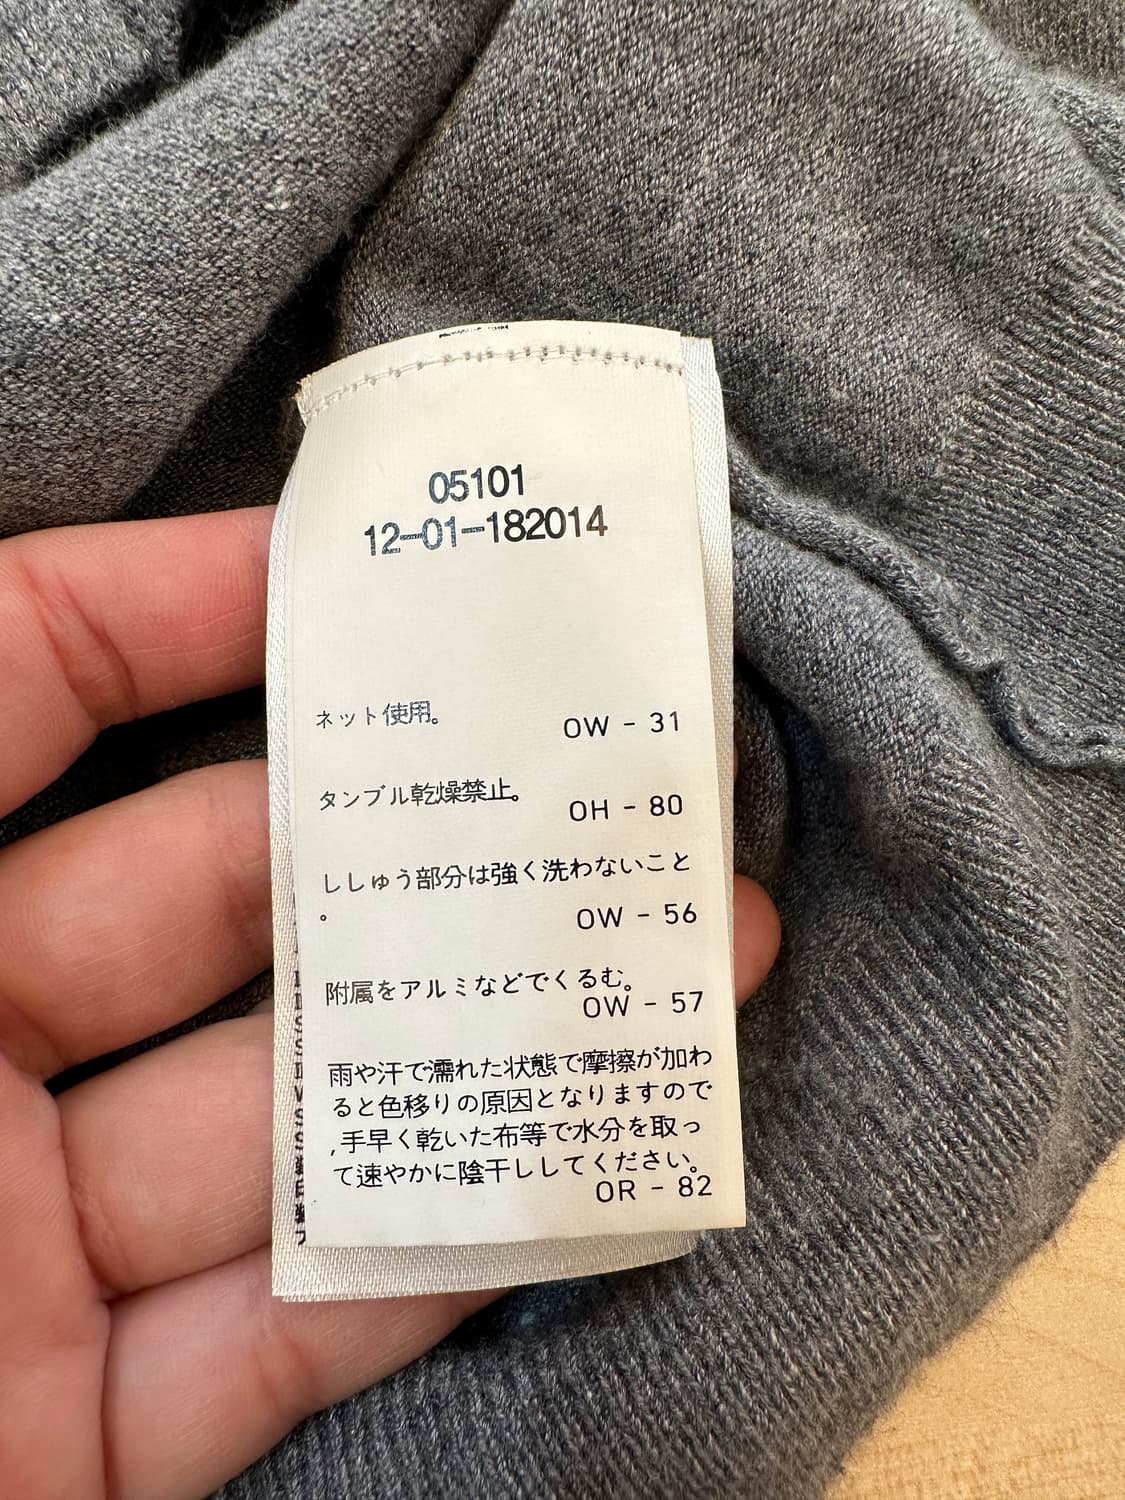 05101
12-01-182014
ネット使用。
OW - 31
タンブル乾燥禁止。
OH - 80
ししゅう部分は強く洗わないこと
。
OW - 56
附属をアルミなどでくるむ。
OW - 57
雨や汗で濡れた状態で摩擦が加わ
ると色移りの原因となりますので
,手早く乾いた布等で水分を取っ
て速やかに陰干ししてください。
OR - 82